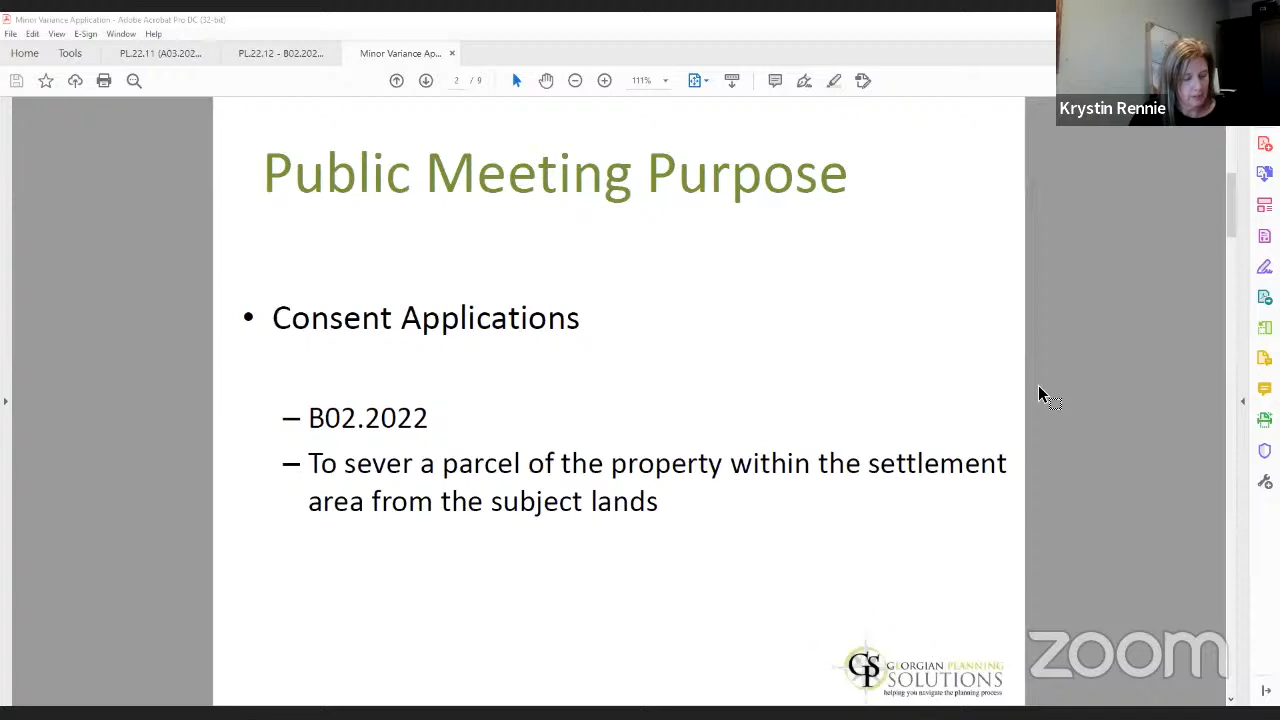 Minor Variance Application - Adobe Acrobat Pro DC (32-bit)
File Edit View E-Sign Window Help
Home Tools PL.22.11 (A03.202... PL.22.12 - B02.202... Minor Variance Ap... ×
2 / 9 111%
Krystin Rennie
Public Meeting Purpose
• Consent Applications
– B02.2022
– To sever a parcel of the property within the settlement
area from the subject lands
GPS GEORGIAN PLANNING
SOLUTIONS
helping you navigate the planning process
zoom